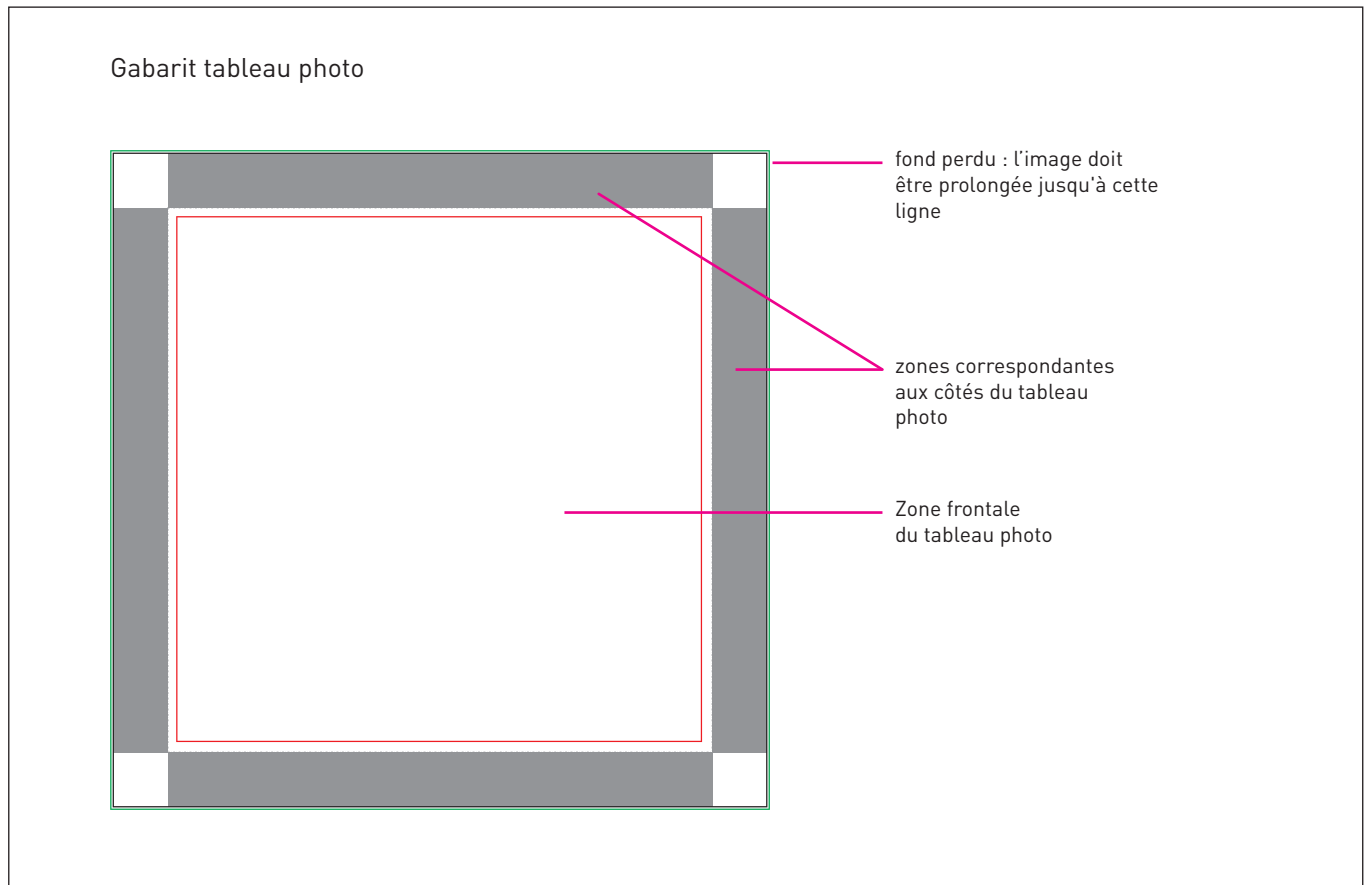 Gabarit tableau photo
fond perdu : l’image doit
être prolongée jusqu'à cette
ligne
zones correspondantes
aux côtés du tableau
photo
Zone frontale
du tableau photo